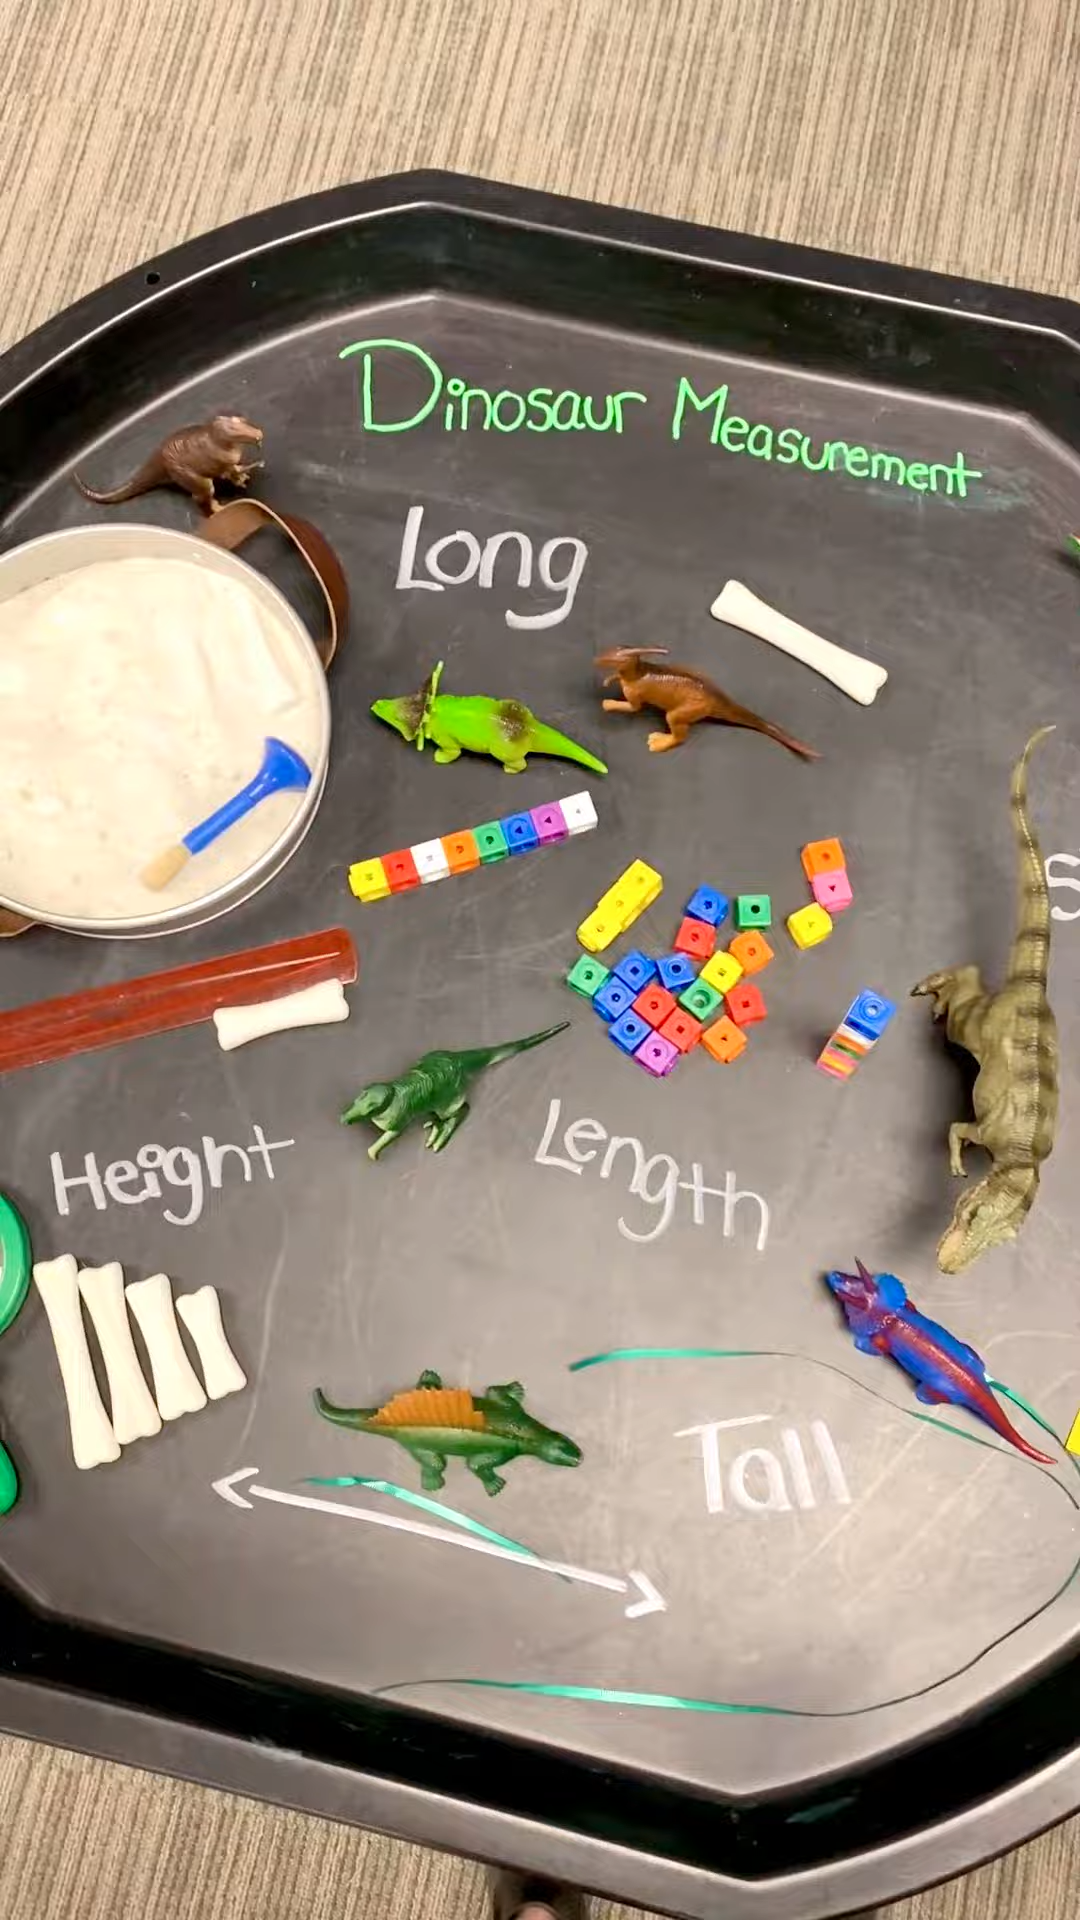 Dinosaur Measurement
Long
Height
Length
Tall